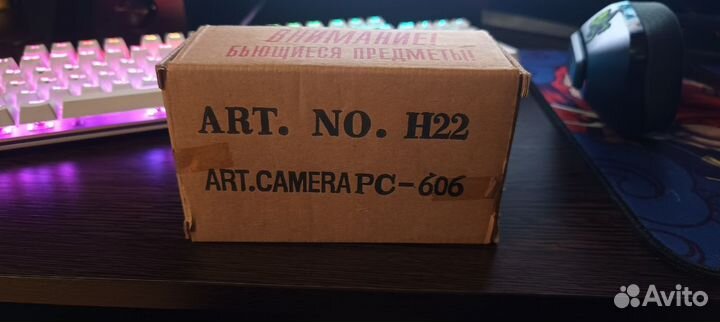 ВНИМАНИЕ!
БЬЮЩИЕСЯ ПРЕДМЕТЫ!
ART. NO. H22
ART.CAMERA PC-606
Avito